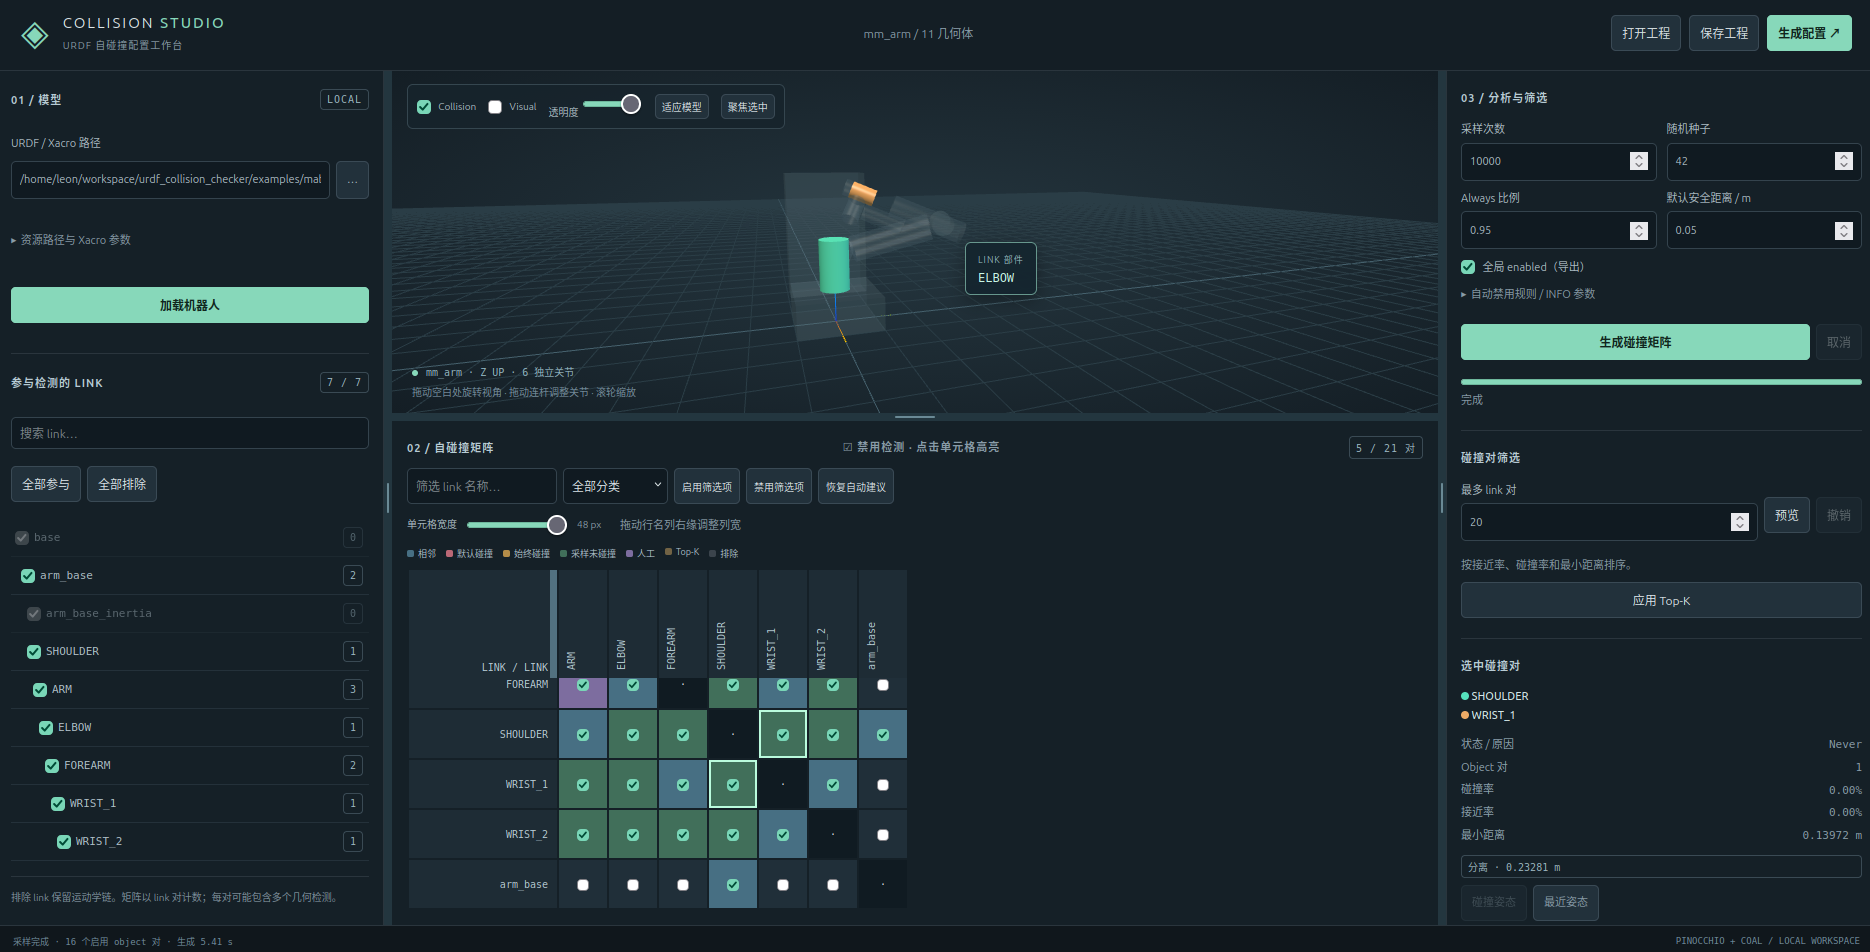 COLLISION STUDIO
URDF 自碰撞配置工作台
mm_arm / 11 几何体
打开工程
保存工程
生成配置 ↗
01 / 模型
LOCAL
URDF / Xacro 路径
/home/leon/workspace/urdf_collision_checker/examples/mal
...
▸ 资源路径与 Xacro 参数
加载机器人
参与检测的 LINK
7 / 7
搜索 link…
全部参与
全部排除
base
0
arm_base
2
arm_base_inertia
0
SHOULDER
1
ARM
3
ELBOW
1
FOREARM
2
WRIST_1
1
WRIST_2
1
排除 link 保留运动学链。矩阵以 link 对计数；每对可能包含多个几何检测。
Collision
Visual
透明度
适应模型
聚焦选中
LINK 部件
ELBOW
mm_arm · Z UP · 6 独立关节
拖动空白处旋转视角 · 拖动连杆调整关节 · 滚轮缩放
02 / 自碰撞矩阵
☑ 禁用检测 · 点击单元格高亮
5 / 21 对
筛选 link 名称…
全部分类
启用筛选项
禁用筛选项
恢复自动建议
单元格宽度
48 px
拖动行名列右缘调整列宽
相邻
默认碰撞
始终碰撞
采样未碰撞
人工
Top-K
排除
LINK / LINK
ARM
ELBOW
FOREARM
SHOULDER
WRIST_1
WRIST_2
arm_base
FOREARM
SHOULDER
WRIST_1
WRIST_2
arm_base
03 / 分析与筛选
采样次数
随机种子
10000
42
Always 比例
默认安全距离 / m
0.95
0.05
全局 enabled（导出）
▸ 自动禁用规则 / INFO 参数
生成碰撞矩阵
取消
完成
碰撞对筛选
最多 link 对
20
预览
撤销
按接近率、碰撞率和最小距离排序。
应用 Top-K
选中碰撞对
SHOULDER
WRIST_1
状态 / 原因
Never
Object 对
1
碰撞率
0.00%
接近率
0.00%
最小距离
0.13972 m
分离 · 0.23281 m
碰撞姿态
最近姿态
采样完成 · 16 个启用 object 对 · 生成 5.41 s
PINOCCHIO + COAL / LOCAL WORKSPACE